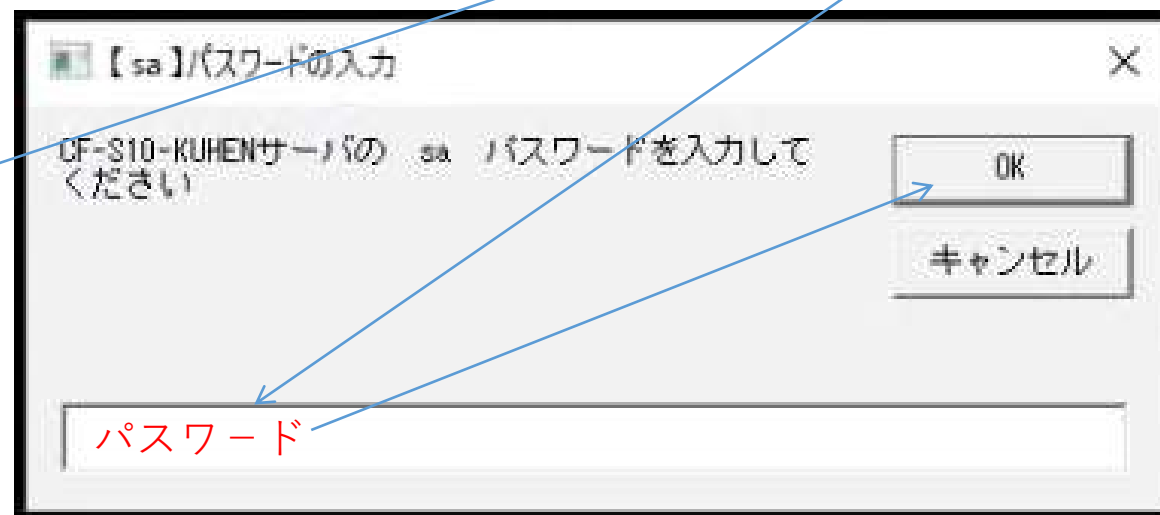 【sa】パスワードの入力
CF-S10-KUHENサーバの sa パスワードを入力して
ください
OK
キャンセル
パスワード